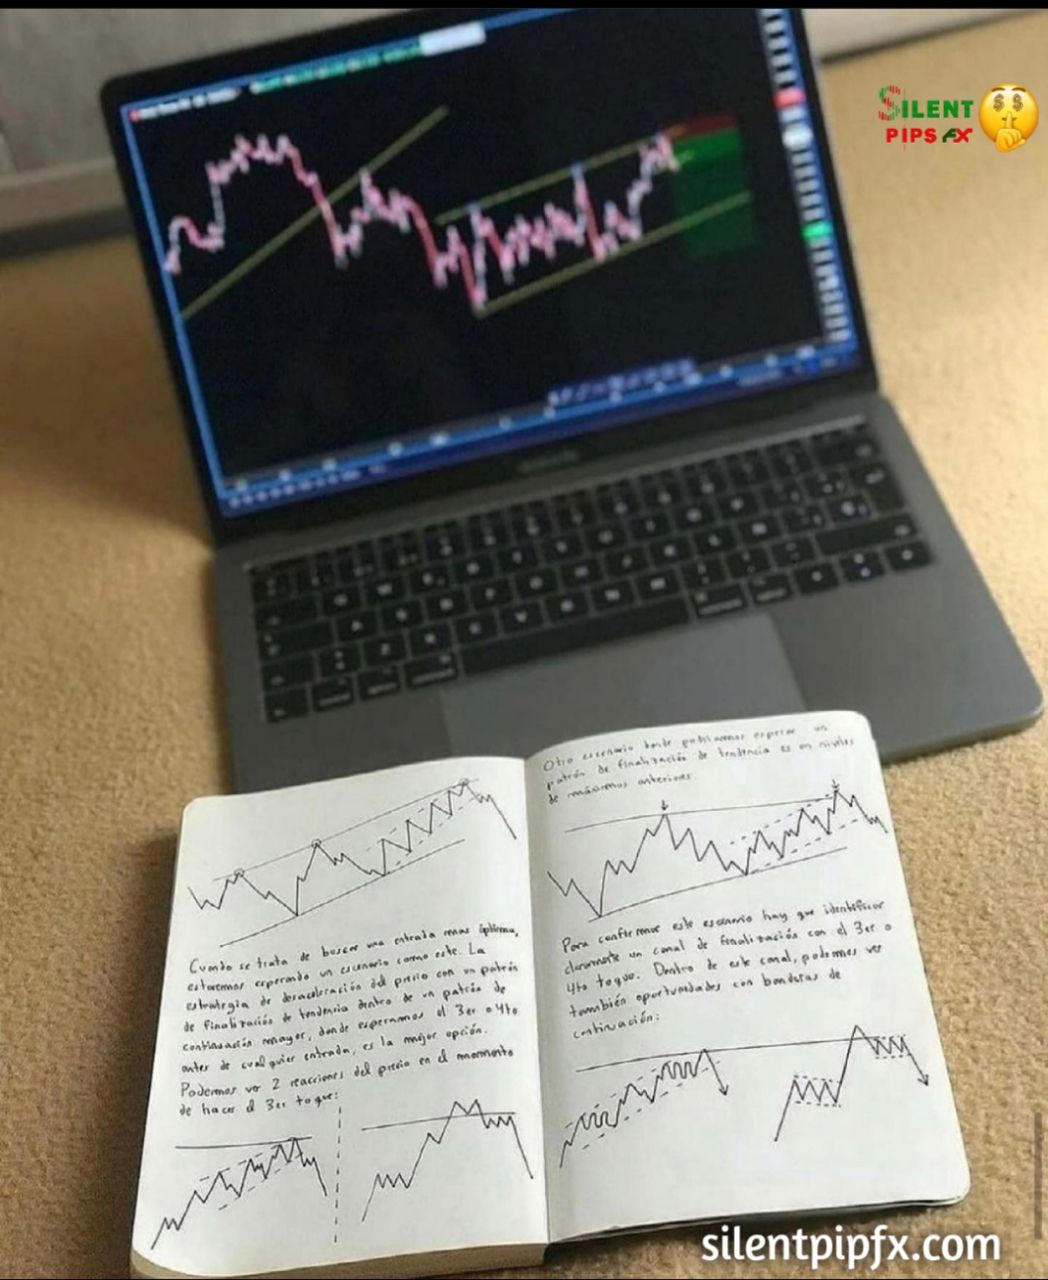 SILENT
PIPS FX
Otro escenario donde podríamos esperar un
patrón de finalización de tendencia es en niveles
de máximos anteriores
Cuando se trata de buscar una entrada mas óptima,
estaremos esperando un escenario como este. La
estrategia de desaceleración del precio con un patrón
de finalización de tendencia dentro de un patrón de
continuación mayor, donde esperamos el 3er o 4to
antes de cualquier entrada, es la mejor opción.
Podemos ver 2 reacciones del precio en el momento
de hacer el 3er toque:
Para confirmar este escenario hay que identificar
claramente un canal de finalización con el 3er o
4to toque. Dentro de este canal, podemos ver
también oportunidades con banderas de
continuación:
silentpipfx.com